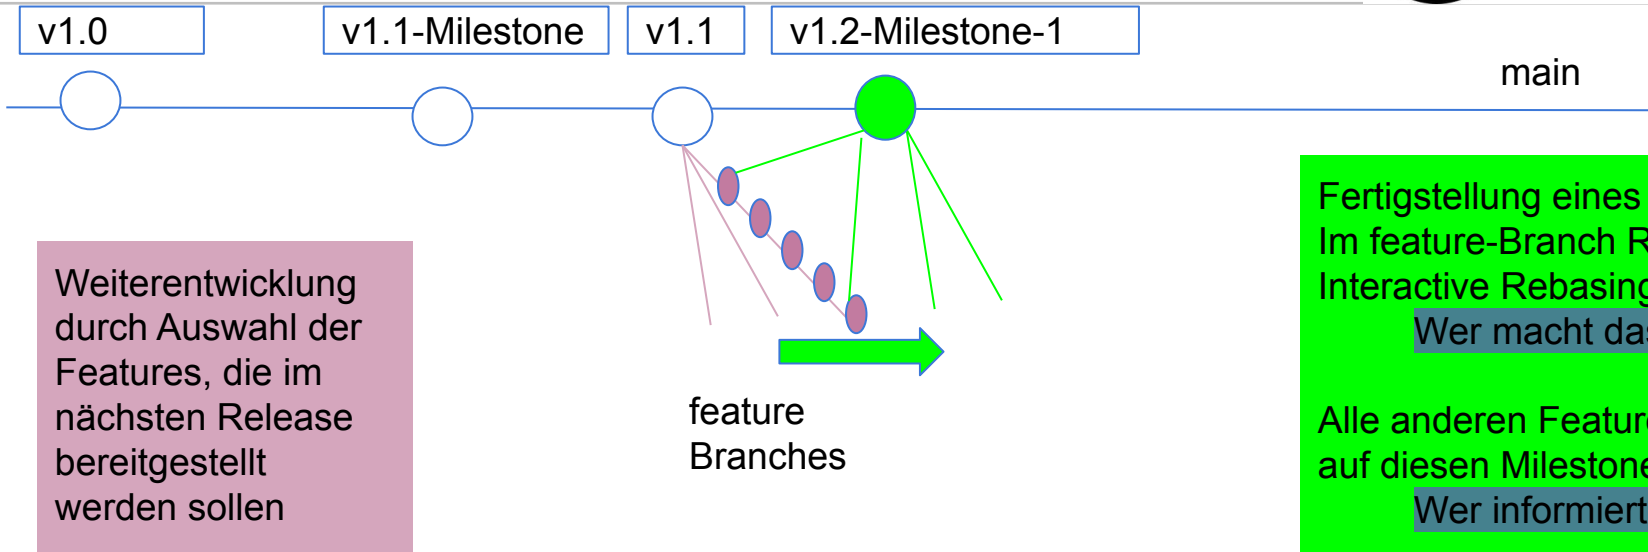 v1.0
v1.1-Milestone
v1.1
v1.2-Milestone-1
main
Weiterentwicklung
durch Auswahl der
Features, die im
nächsten Release
bereitgestellt
werden sollen
feature
Branches
Fertigstellung eines
Im feature-Branch
Interactive Rebasing
Wer macht
Alle anderen
auf diesen Milestone
Wer informiert